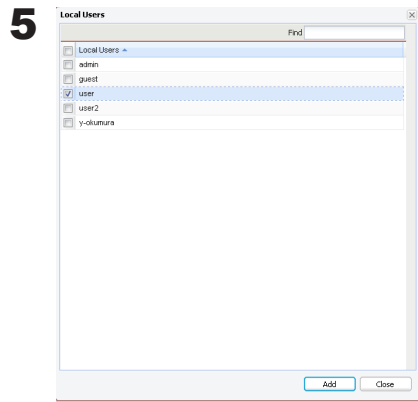 5
Local Users
Find
Local Users
admin
guest
user
user2
y-okumura
Add Close